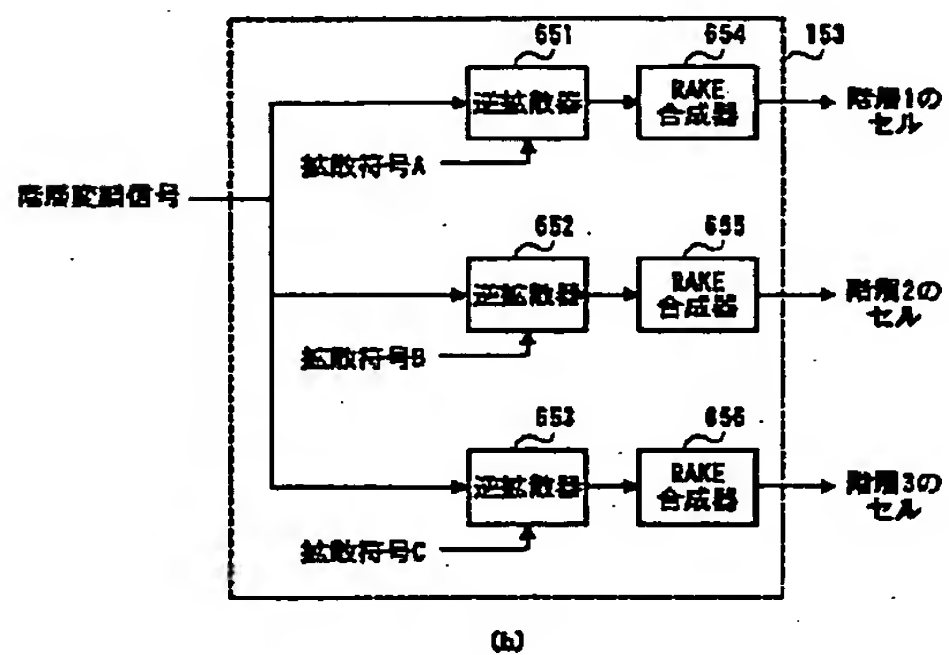 651
654
153
逆拡散器
RAKE
合成器
階層1の
セル
拡散符号A
階層変調信号
652
655
逆拡散器
RAKE
合成器
階層2の
セル
拡散符号B
653
656
逆拡散器
RAKE
合成器
階層3の
セル
拡散符号C
(b)